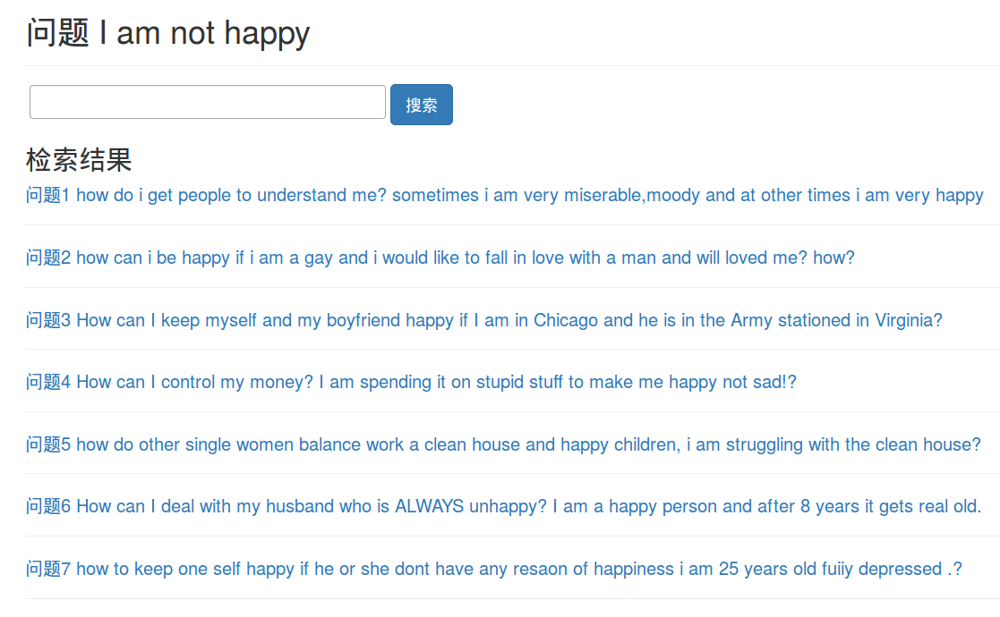 问题 I am not happy
搜索
检索结果
问题1 how do i get people to understand me? sometimes i am very miserable,moody and at other times i am very happy
问题2 how can i be happy if i am a gay and i would like to fall in love with a man and will loved me? how?
问题3 How can I keep myself and my boyfriend happy if I am in Chicago and he is in the Army stationed in Virginia?
问题4 How can I control my money? I am spending it on stupid stuff to make me happy not sad!?
问题5 how do other single women balance work a clean house and happy children, i am struggling with the clean house?
问题6 How can I deal with my husband who is ALWAYS unhappy? I am a happy person and after 8 years it gets real old.
问题7 how to keep one self happy if he or she dont have any resaon of happiness i am 25 years old fuiiy depressed .?